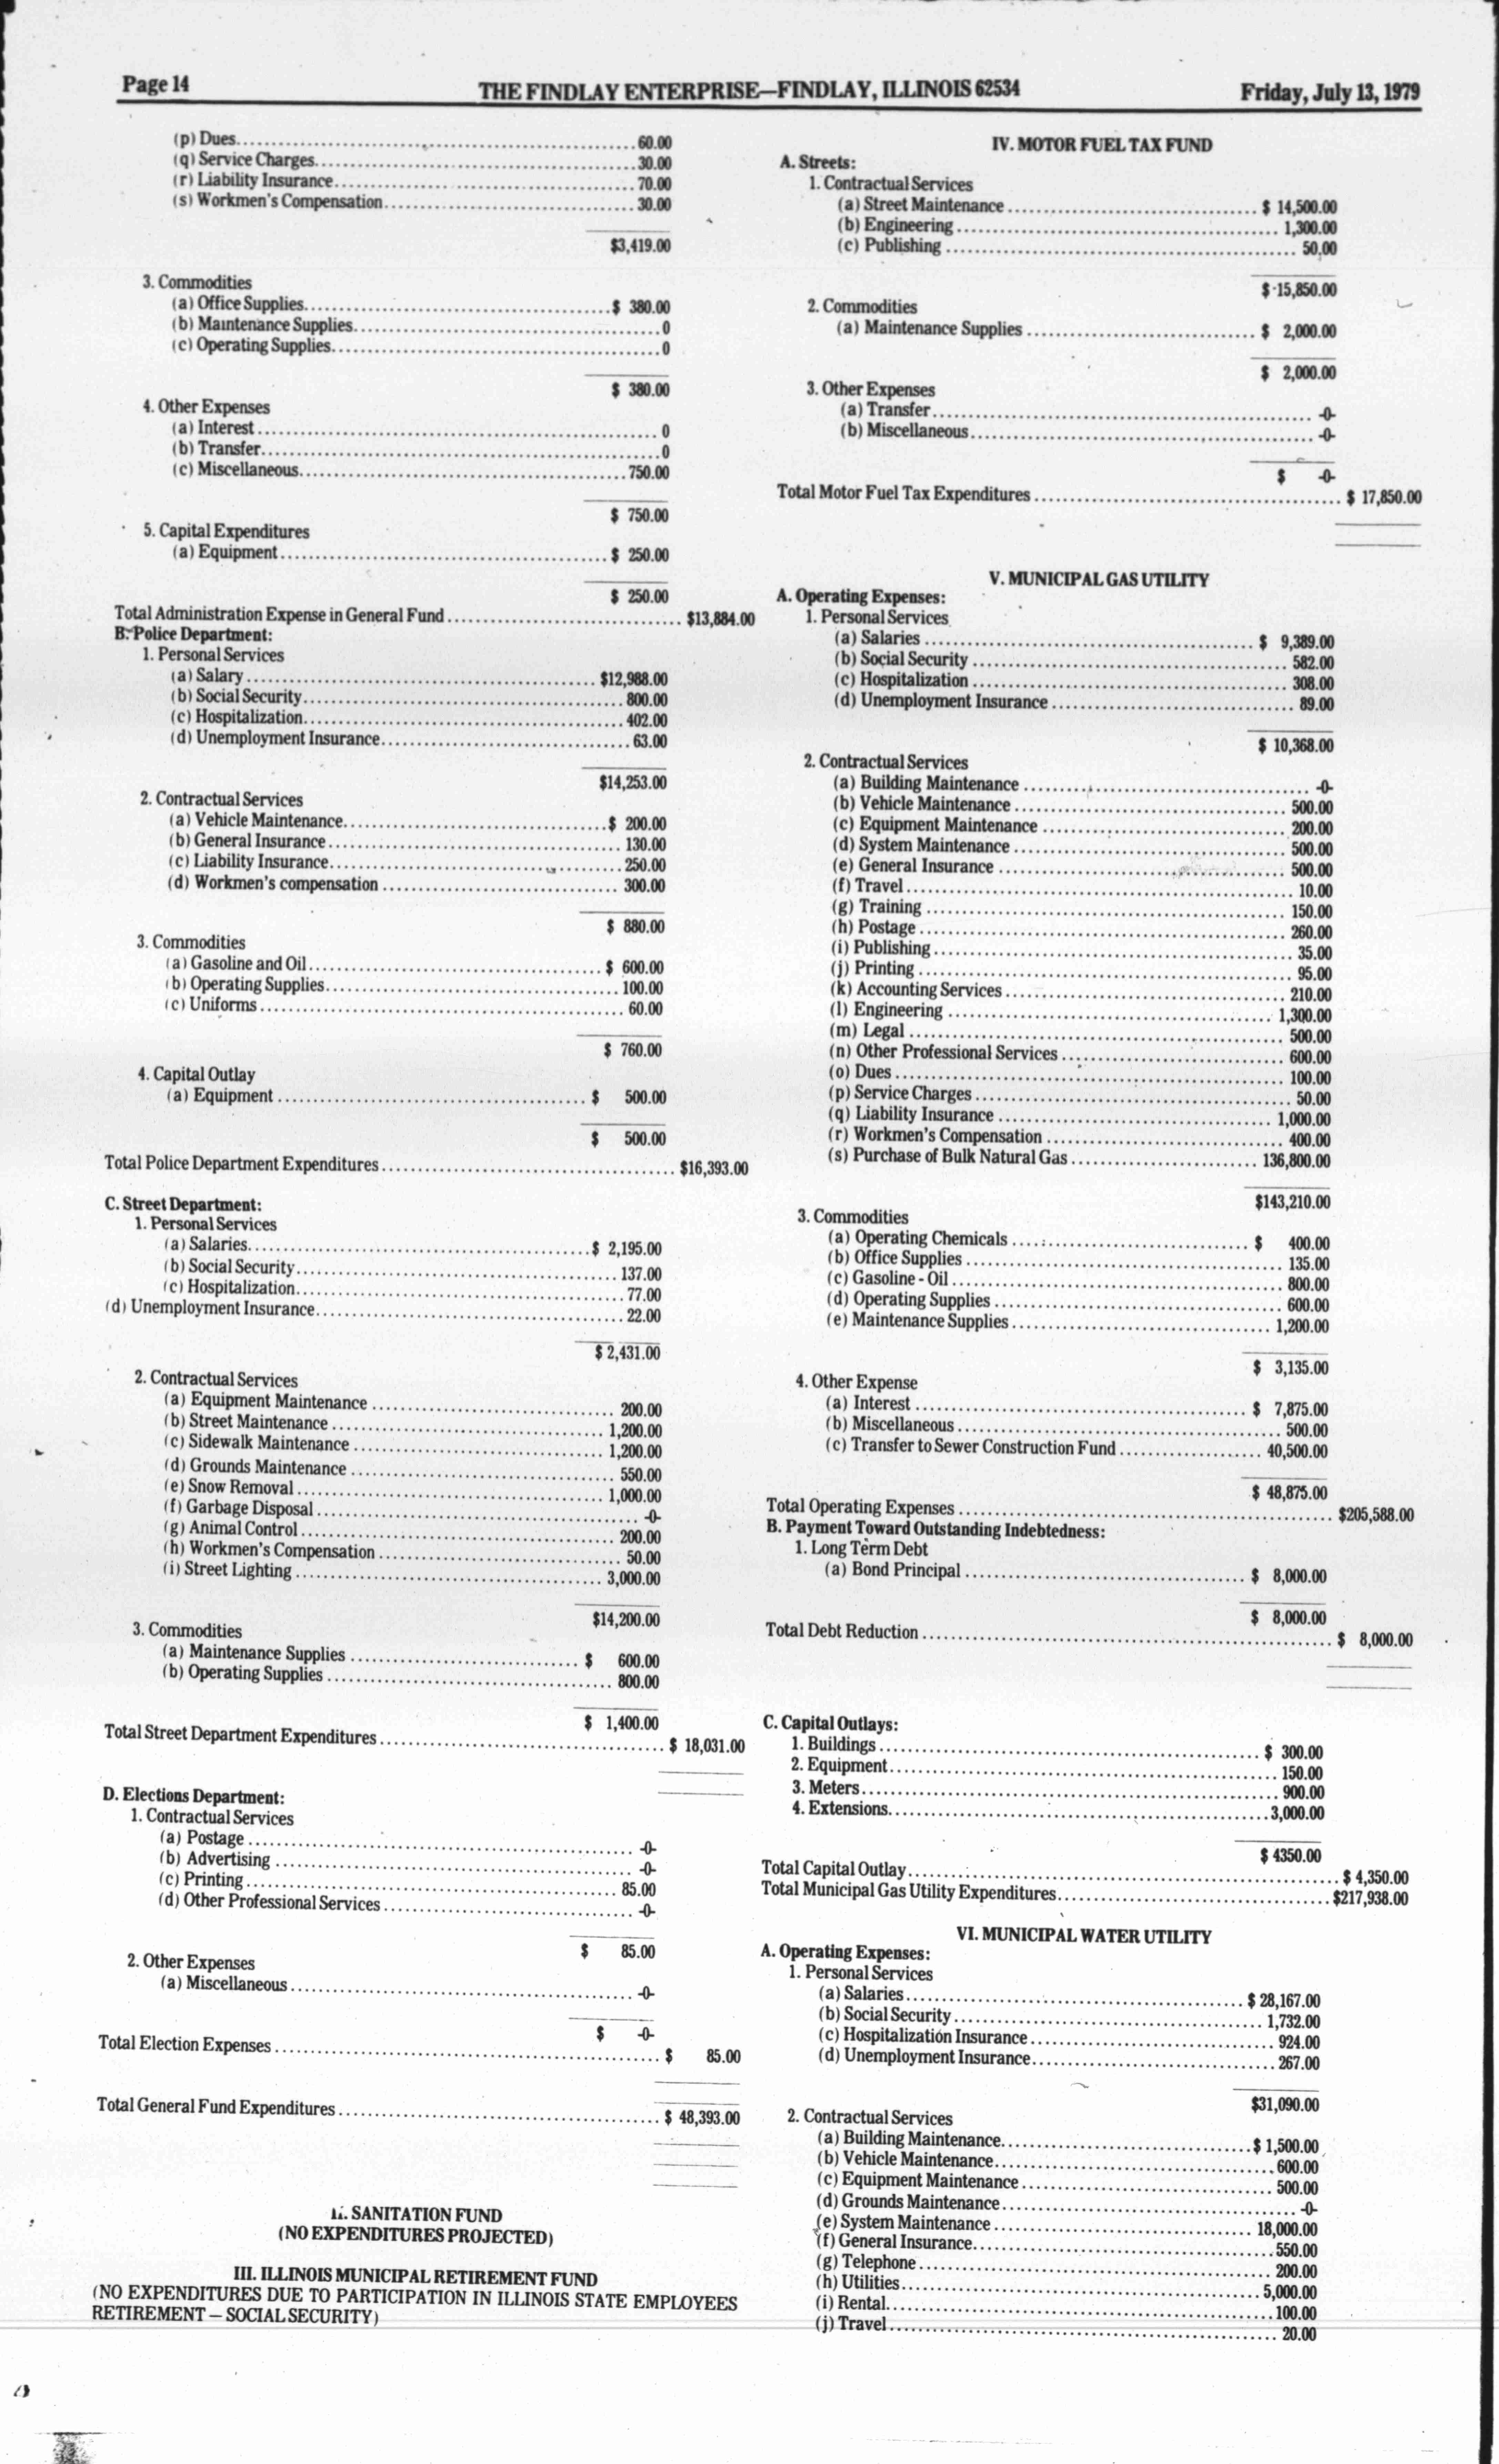 Page 14
THE FINDLAY ENTERPRISE—FINDLAY, ILLINOIS 62534
Friday, July 13, 1979
(p) Dues 60.00
(q) Service Charges 30.00
(r) Liability Insurance 70.00
(s) Workmen's Compensation 30.00
$3,419.00
3. Commodities
(a) Office Supplies $ 380.00
(b) Maintenance Supplies 0
(c) Operating Supplies 0
$ 380.00
4. Other Expenses
(a) Interest 0
(b) Transfer 0
(c) Miscellaneous 750.00
$ 750.00
5. Capital Expenditures
(a) Equipment $ 250.00
$ 250.00
Total Administration Expense in General Fund $13,884.00
B. Police Department:
1. Personal Services
(a) Salary $12,988.00
(b) Social Security 800.00
(c) Hospitalization 402.00
(d) Unemployment Insurance 63.00
$14,253.00
2. Contractual Services
(a) Vehicle Maintenance $ 200.00
(b) General Insurance 130.00
(c) Liability Insurance 250.00
(d) Workmen's compensation 300.00
$ 880.00
3. Commodities
(a) Gasoline and Oil $ 600.00
(b) Operating Supplies 100.00
(c) Uniforms 60.00
$ 760.00
4. Capital Outlay
(a) Equipment $ 500.00
$ 500.00
Total Police Department Expenditures $16,393.00
C. Street Department:
1. Personal Services
(a) Salaries $ 2,195.00
(b) Social Security 137.00
(c) Hospitalization 77.00
(d) Unemployment Insurance 22.00
$ 2,431.00
2. Contractual Services
(a) Equipment Maintenance 200.00
(b) Street Maintenance 1,200.00
(c) Sidewalk Maintenance 1,200.00
(d) Grounds Maintenance 550.00
(e) Snow Removal 1,000.00
(f) Garbage Disposal -0-
(g) Animal Control 200.00
(h) Workmen's Compensation 50.00
(i) Street Lighting 3,000.00
$14,200.00
3. Commodities
(a) Maintenance Supplies $ 600.00
(b) Operating Supplies 800.00
$ 1,400.00
Total Street Department Expenditures $ 18,031.00
D. Elections Department:
1. Contractual Services
(a) Postage -0-
(b) Advertising -0-
(c) Printing 85.00
(d) Other Professional Services -0-
$ 85.00
2. Other Expenses
(a) Miscellaneous -0-
$ -0-
Total Election Expenses $ 85.00
Total General Fund Expenditures $ 48,393.00
II. SANITATION FUND
(NO EXPENDITURES PROJECTED)
III. ILLINOIS MUNICIPAL RETIREMENT FUND
(NO EXPENDITURES DUE TO PARTICIPATION IN ILLINOIS STATE EMPLOYEES
RETIREMENT — SOCIAL SECURITY)
IV. MOTOR FUEL TAX FUND
A. Streets:
1. Contractual Services
(a) Street Maintenance $ 14,500.00
(b) Engineering 1,300.00
(c) Publishing 50.00
$ 15,850.00
2. Commodities
(a) Maintenance Supplies $ 2,000.00
$ 2,000.00
3. Other Expenses
(a) Transfer -0-
(b) Miscellaneous -0-
$ -0-
Total Motor Fuel Tax Expenditures $ 17,850.00
V. MUNICIPAL GAS UTILITY
A. Operating Expenses:
1. Personal Services
(a) Salaries $ 9,389.00
(b) Social Security 582.00
(c) Hospitalization 308.00
(d) Unemployment Insurance 89.00
$ 10,368.00
2. Contractual Services
(a) Building Maintenance -0-
(b) Vehicle Maintenance 500.00
(c) Equipment Maintenance 200.00
(d) System Maintenance 500.00
(e) General Insurance 500.00
(f) Travel 10.00
(g) Training 150.00
(h) Postage 260.00
(i) Publishing 35.00
(j) Printing 95.00
(k) Accounting Services 210.00
(l) Engineering 1,300.00
(m) Legal 500.00
(n) Other Professional Services 600.00
(o) Dues 100.00
(p) Service Charges 50.00
(q) Liability Insurance 1,000.00
(r) Workmen's Compensation 400.00
(s) Purchase of Bulk Natural Gas 136,800.00
$143,210.00
3. Commodities
(a) Operating Chemicals $ 400.00
(b) Office Supplies 135.00
(c) Gasoline - Oil 800.00
(d) Operating Supplies 600.00
(e) Maintenance Supplies 1,200.00
$ 3,135.00
4. Other Expense
(a) Interest $ 7,875.00
(b) Miscellaneous 500.00
(c) Transfer to Sewer Construction Fund 40,500.00
$ 48,875.00
Total Operating Expenses $205,588.00
B. Payment Toward Outstanding Indebtedness:
1. Long Term Debt
(a) Bond Principal $ 8,000.00
$ 8,000.00
Total Debt Reduction $ 8,000.00
C. Capital Outlays:
1. Buildings $ 300.00
2. Equipment 150.00
3. Meters 900.00
4. Extensions 3,000.00
$ 4350.00
Total Capital Outlay $ 4,350.00
Total Municipal Gas Utility Expenditures $217,938.00
VI. MUNICIPAL WATER UTILITY
A. Operating Expenses:
1. Personal Services
(a) Salaries $ 28,167.00
(b) Social Security 1,732.00
(c) Hospitalization Insurance 924.00
(d) Unemployment Insurance 267.00
$31,090.00
2. Contractual Services
(a) Building Maintenance $ 1,500.00
(b) Vehicle Maintenance 600.00
(c) Equipment Maintenance 500.00
(d) Grounds Maintenance -0-
(e) System Maintenance 18,000.00
(f) General Insurance 550.00
(g) Telephone 200.00
(h) Utilities 5,000.00
(i) Rental 100.00
(j) Travel 20.00